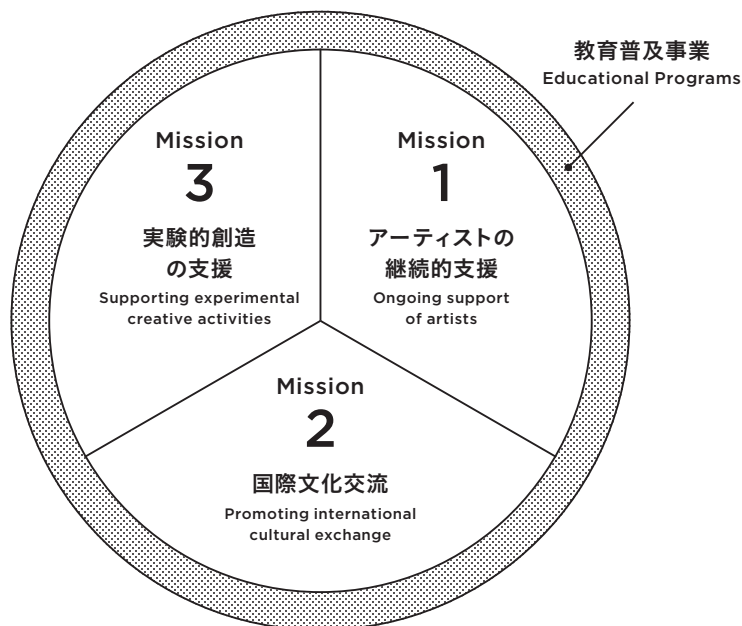 教育普及事業
Educational Programs
Mission
1
アーティストの
継続的支援
Ongoing support
of artists
Mission
2
国際文化交流
Promoting international
cultural exchange
Mission
3
実験的創造
の支援
Supporting experimental
creative activities